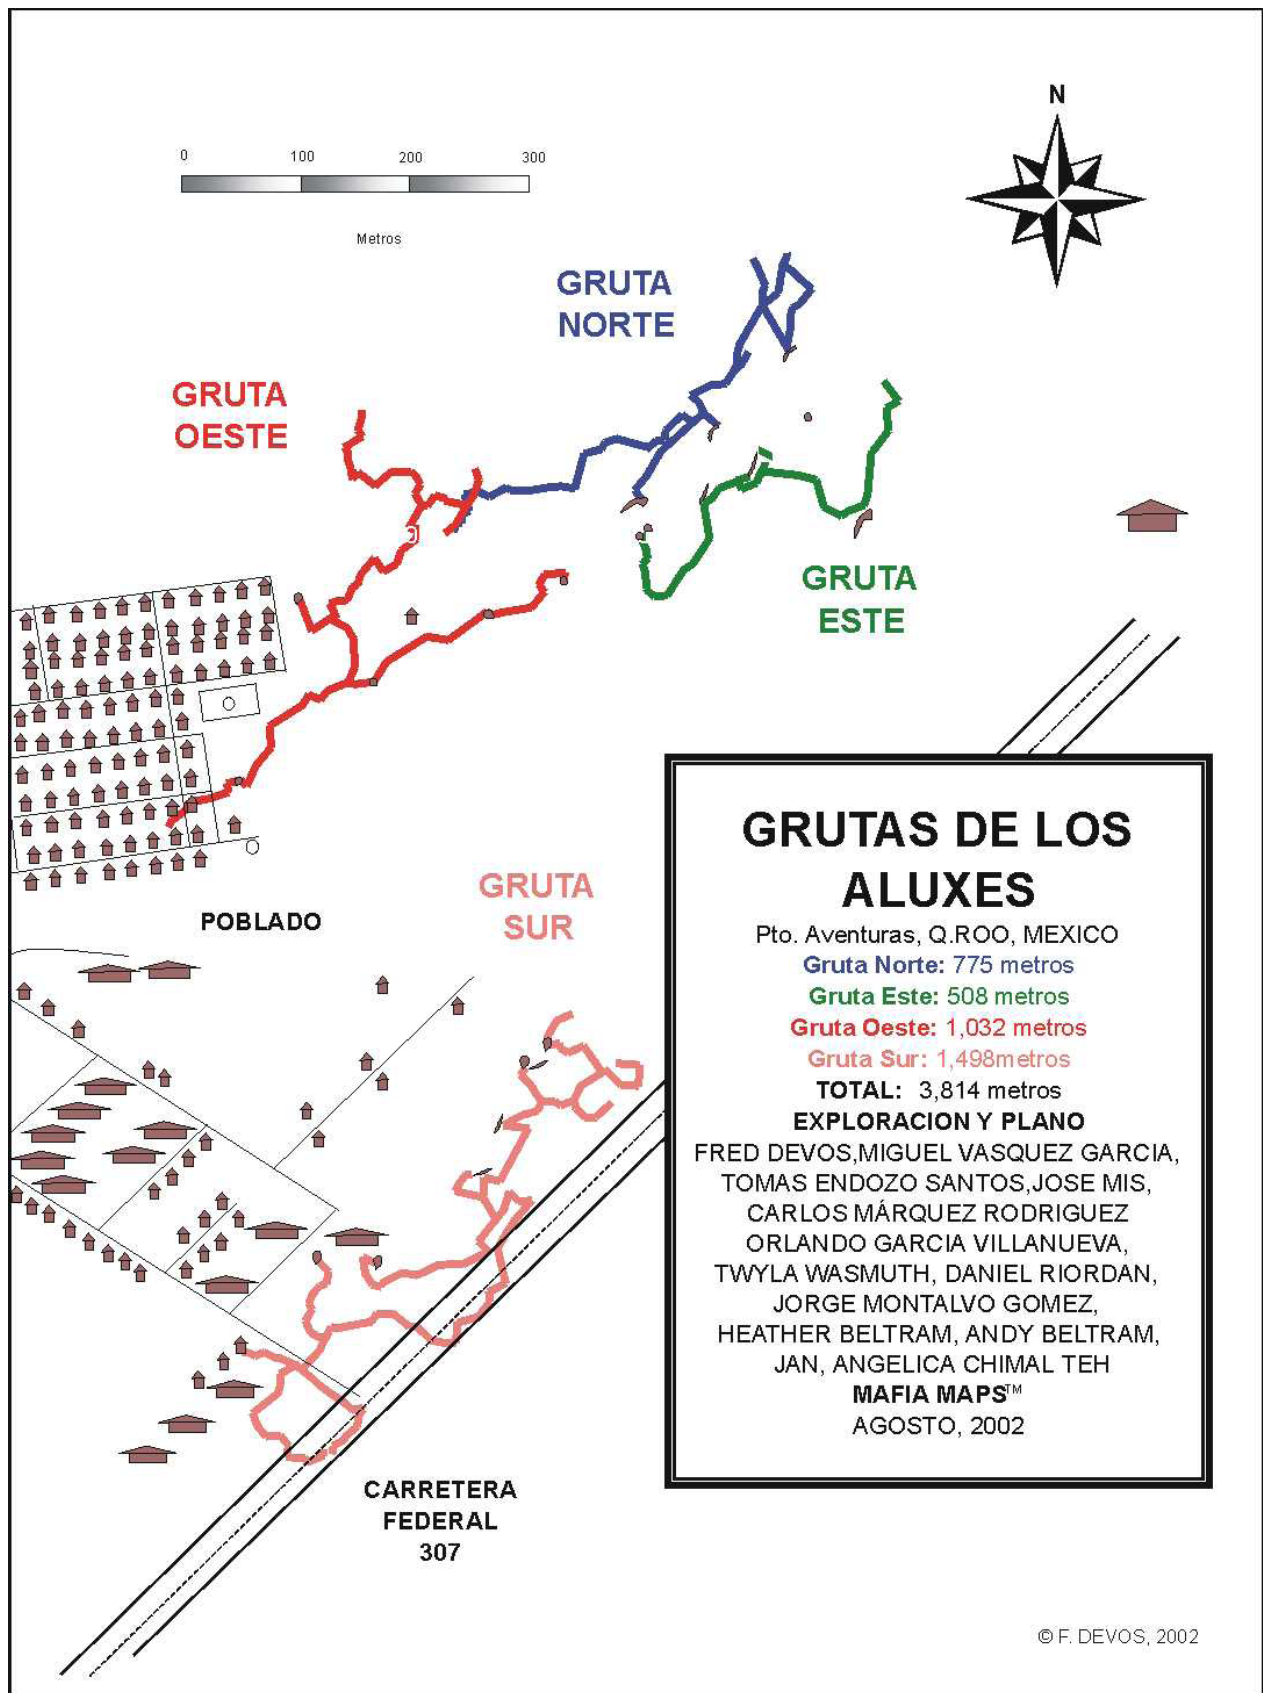 N
0 100 200 300
Metros
GRUTA
NORTE
GRUTA
OESTE
GRUTA
ESTE
GRUTA
SUR
POBLADO
GRUTAS DE LOS
ALUXES
Pto. Aventuras, Q.ROO, MEXICO
Gruta Norte: 775 metros
Gruta Este: 508 metros
Gruta Oeste: 1,032 metros
Gruta Sur: 1,498metros
TOTAL: 3,814 metros
EXPLORACION Y PLANO
FRED DEVOS,MIGUEL VASQUEZ GARCIA,
TOMAS ENDOZO SANTOS,JOSE MIS,
CARLOS MÁRQUEZ RODRIGUEZ
ORLANDO GARCIA VILLANUEVA,
TWYLA WASMUTH, DANIEL RIORDAN,
JORGE MONTALVO GOMEZ,
HEATHER BELTRAM, ANDY BELTRAM,
JAN, ANGELICA CHIMAL TEH
MAFIA MAPS™
AGOSTO, 2002
CARRETERA
FEDERAL
307
© F. DEVOS, 2002